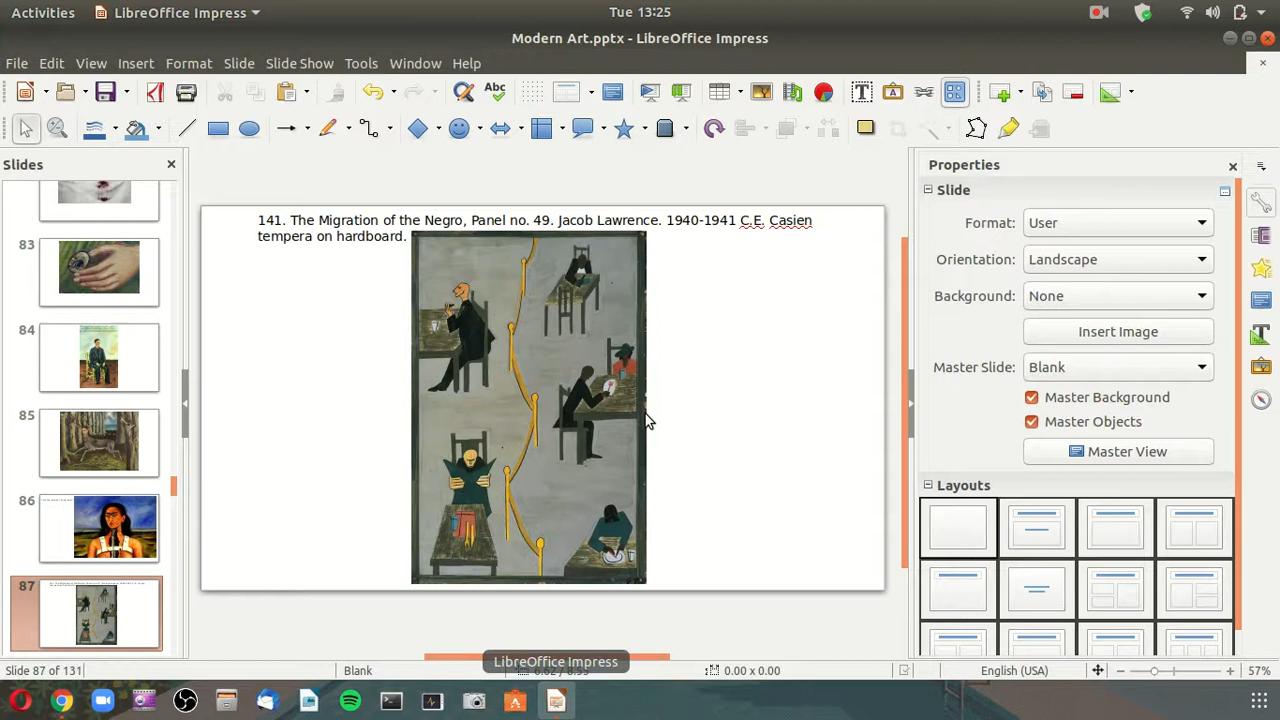 Activities LibreOffice Impress Tue 13:25
Modern Art.pptx - LibreOffice Impress
File Edit View Insert Format Slide Slide Show Tools Window Help
Slides
Properties
Slide
83
Format: User
Orientation: Landscape
84
Background: None
Insert Image
Master Slide: Blank
85
Master Background
Master Objects
Master View
86
Layouts
87
141. The Migration of the Negro, Panel no. 49. Jacob Lawrence. 1940-1941 C.E. Casien
tempera on hardboard.
Slide 87 of 131 Blank 0.00 x 0.00 English (USA) 57%
LibreOffice Impress